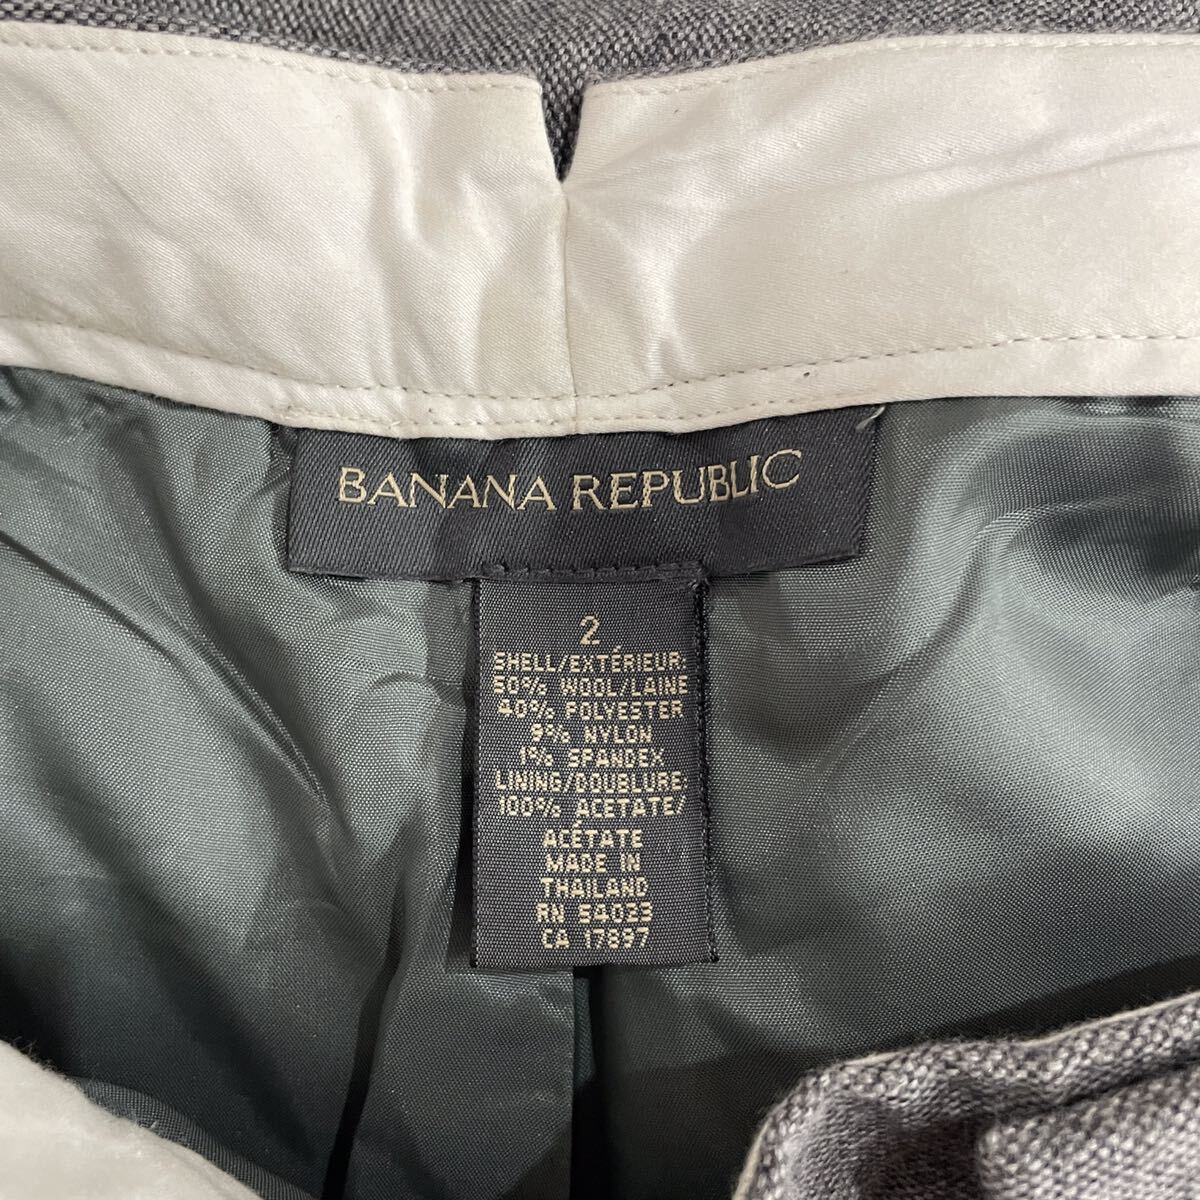 BANANA REPUBLIC
2
SHELL/EXTÉRIEUR:
50% WOOL/LAINE
40% POLYESTER
9% NYLON
1% SPANDEX
LINING/DOUBLURE:
100% ACETATE/
ACÉTATE
MADE IN
THAILAND
RN 54023
CA 17897